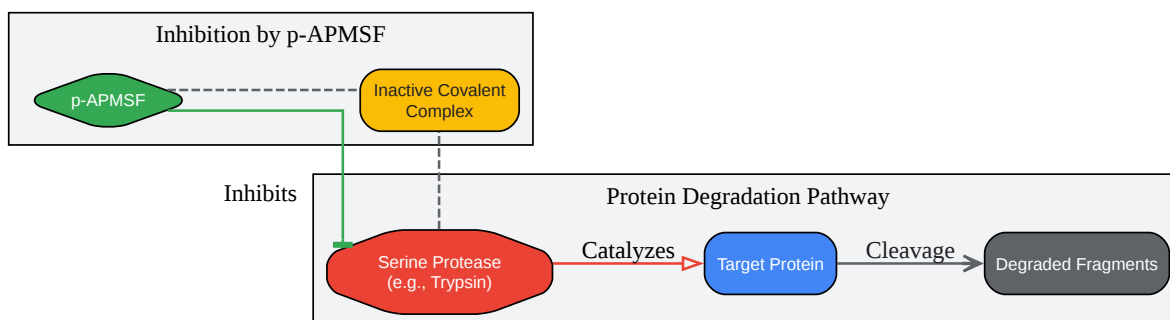 Inhibition by p-APMSF
p-APMSF
Inactive Covalent
Complex
Inhibits
Protein Degradation Pathway
Serine Protease
(e.g., Trypsin)
Catalyzes
Target Protein
Cleavage
Degraded Fragments